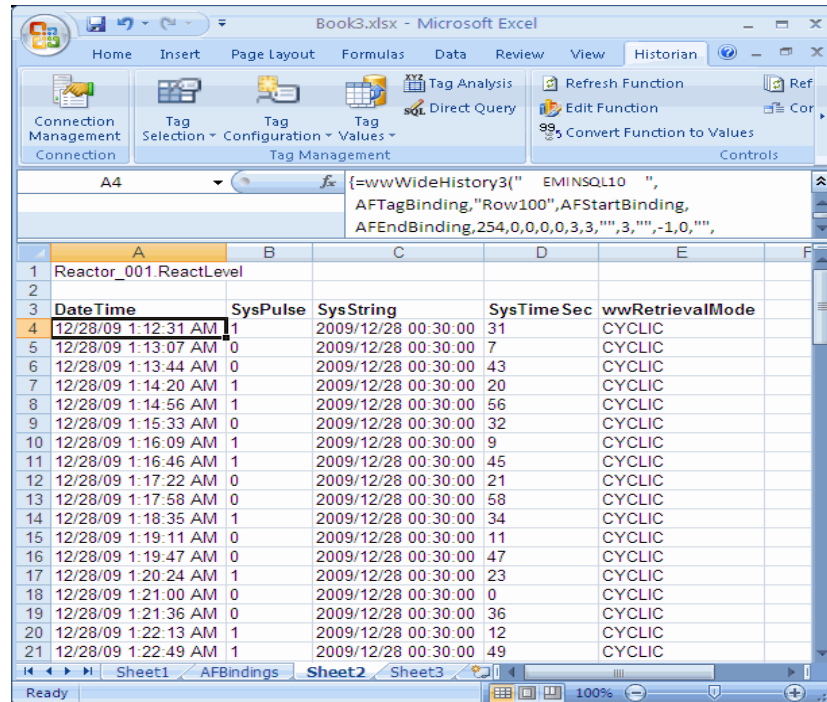 Book3.xlsx - Microsoft Excel
Home Insert Page Layout Formulas Data Review View Historian
Connection Management
Tag Selection
Tag Configuration
Tag Values
XYZ Tag Analysis
SQL Direct Query
Refresh Function
Edit Function
99 Convert Function to Values
Ref
Cor
Connection Tag Management Controls
A4 fx {=wwWideHistory3(" EMINSQL10 ",
AFTagBinding,"Row100",AFStartBinding,
AFEndBinding,254,0,0,0,0,3,3,"",3,"",-1,0,"",
A B C D E F
1 Reactor_001.ReactLevel
2
3 DateTime SysPulse SysString SysTimeSec wwRetrievalMode
4 12/28/09 1:12:31 AM 1 2009/12/28 00:30:00 31 CYCLIC
5 12/28/09 1:13:07 AM 0 2009/12/28 00:30:00 7 CYCLIC
6 12/28/09 1:13:44 AM 0 2009/12/28 00:30:00 43 CYCLIC
7 12/28/09 1:14:20 AM 1 2009/12/28 00:30:00 20 CYCLIC
8 12/28/09 1:14:56 AM 1 2009/12/28 00:30:00 56 CYCLIC
9 12/28/09 1:15:33 AM 0 2009/12/28 00:30:00 32 CYCLIC
10 12/28/09 1:16:09 AM 1 2009/12/28 00:30:00 9 CYCLIC
11 12/28/09 1:16:46 AM 1 2009/12/28 00:30:00 45 CYCLIC
12 12/28/09 1:17:22 AM 0 2009/12/28 00:30:00 21 CYCLIC
13 12/28/09 1:17:58 AM 0 2009/12/28 00:30:00 58 CYCLIC
14 12/28/09 1:18:35 AM 1 2009/12/28 00:30:00 34 CYCLIC
15 12/28/09 1:19:11 AM 0 2009/12/28 00:30:00 11 CYCLIC
16 12/28/09 1:19:47 AM 0 2009/12/28 00:30:00 47 CYCLIC
17 12/28/09 1:20:24 AM 1 2009/12/28 00:30:00 23 CYCLIC
18 12/28/09 1:21:00 AM 0 2009/12/28 00:30:00 0 CYCLIC
19 12/28/09 1:21:36 AM 0 2009/12/28 00:30:00 36 CYCLIC
20 12/28/09 1:22:13 AM 1 2009/12/28 00:30:00 12 CYCLIC
21 12/28/09 1:22:49 AM 1 2009/12/28 00:30:00 49 CYCLIC
Sheet1 AFBindings Sheet2 Sheet3
Ready 100%